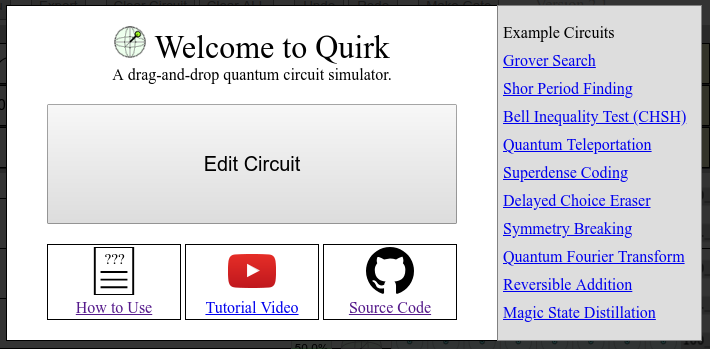 Welcome to Quirk
A drag-and-drop quantum circuit simulator.
Edit Circuit
???
How to Use
Tutorial Video
Source Code
Example Circuits
Grover Search
Shor Period Finding
Bell Inequality Test (CHSH)
Quantum Teleportation
Superdense Coding
Delayed Choice Eraser
Symmetry Breaking
Quantum Fourier Transform
Reversible Addition
Magic State Distillation